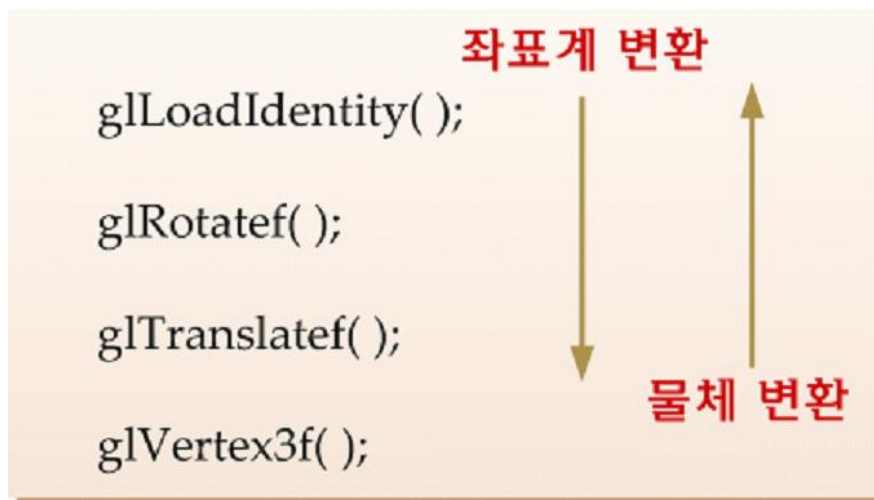 좌표계 변환
glLoadIdentity( );
glRotatef( );
glTranslatef( );
물체 변환
glVertex3f( );